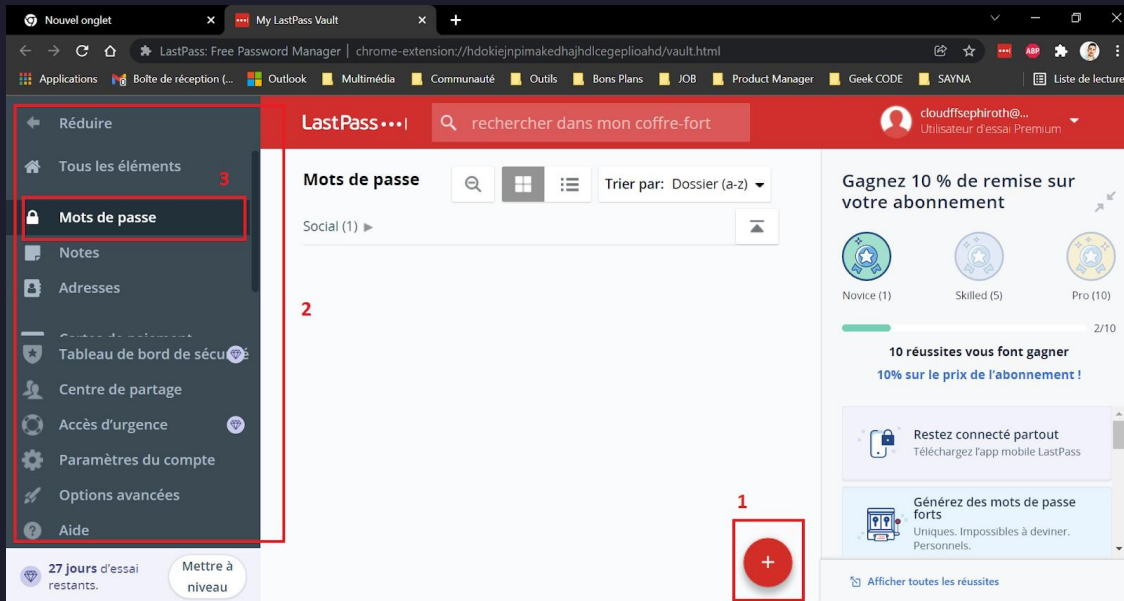 Nouvel onglet
My LastPass Vault
LastPass: Free Password Manager | chrome-extension://hdokiejnpimakedhajhdlcegeplioahd/vault.html
ABP
Applications
Boîte de réception (...
Outlook
Multimédia
Communauté
Outils
Bons Plans
JOB
Product Manager
Geek CODE
SAYNA
Liste de lecture
Réduire
Tous les éléments
3
Mots de passe
Notes
Adresses
Cartes de paiement
Tableau de bord de sécurité
Centre de partage
Accès d'urgence
Paramètres du compte
Options avancées
Aide
27 jours d'essai
restants.
Mettre à
niveau
LastPass
rechercher dans mon coffre-fort
cloudffsephiroth@...
Utilisateur d'essai Premium
Mots de passe
Trier par: Dossier (a-z)
Social (1)
2
1
+
Gagnez 10 % de remise sur
votre abonnement
Novice (1)
Skilled (5)
Pro (10)
2/10
10 réussites vous font gagner
10% sur le prix de l'abonnement !
Restez connecté partout
Téléchargez l'app mobile LastPass
Générez des mots de passe
forts
Uniques. Impossibles à deviner.
Personnels.
Afficher toutes les réussites